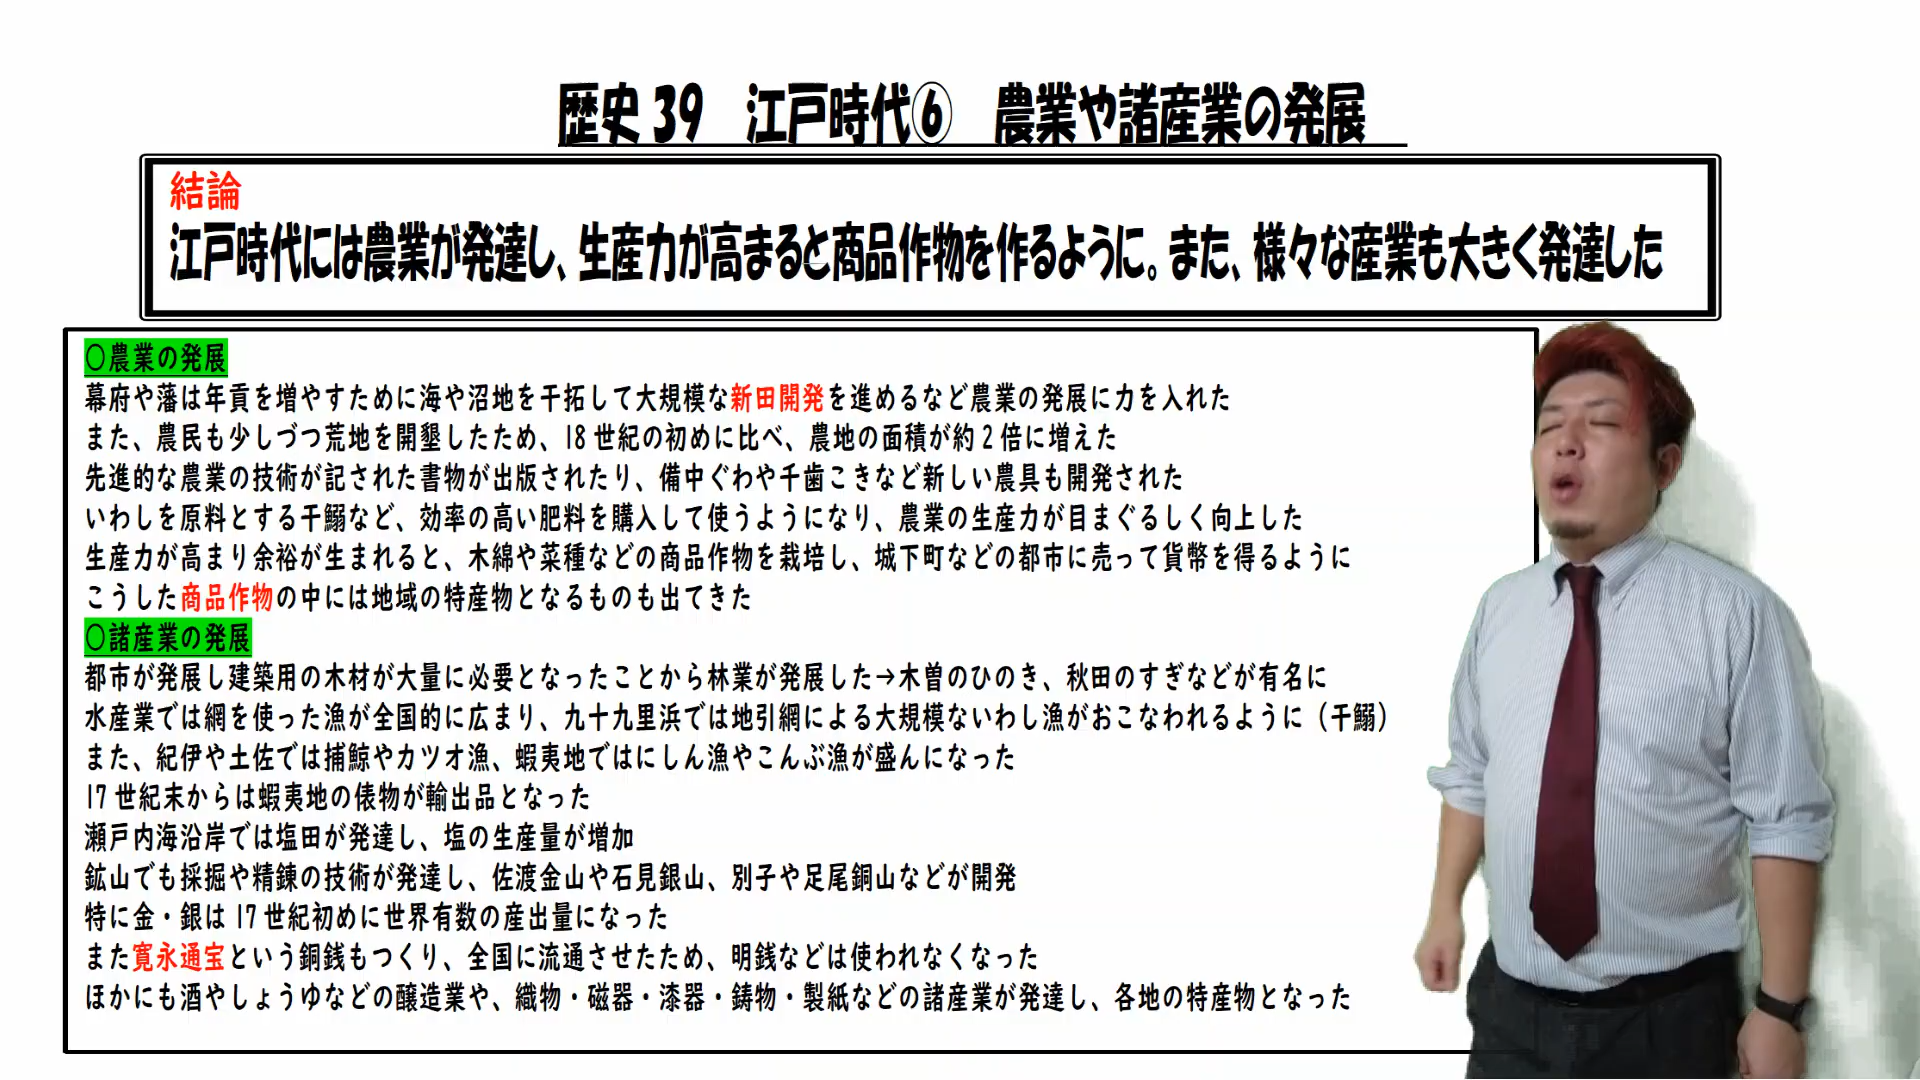 歴史39　江戸時代⑥　農業や諸産業の発展
結論
江戸時代には農業が発達し、生産力が高まると商品作物を作るように。また、様々な産業も大きく発達した
○農業の発展
幕府や藩は年貢を増やすために海や沼地を干拓して大規模な新田開発を進めるなど農業の発展に力を入れた
また、農民も少しづつ荒地を開墾したため、18世紀の初めに比べ、農地の面積が約2倍に増えた
先進的な農業の技術が記された書物が出版されたり、備中ぐわや千歯こきなど新しい農具も開発された
いわしを原料とする干鰯など、効率の高い肥料を購入して使うようになり、農業の生産力が目まぐるしく向上した
生産力が高まり余裕が生まれると、木綿や菜種などの商品作物を栽培し、城下町などの都市に売って貨幣を得るように
こうした商品作物の中には地域の特産物となるものも出てきた
○諸産業の発展
都市が発展し建築用の木材が大量に必要となったことから林業が発展した→木曽のひのき、秋田のすぎなどが有名に
水産業では網を使った漁が全国的に広まり、九十九里浜では地引網による大規模ないわし漁がおこなわれるように（干鰯）
また、紀伊や土佐では捕鯨やカツオ漁、蝦夷地ではにしん漁やこんぶ漁が盛んになった
17世紀末からは蝦夷地の俵物が輸出品となった
瀬戸内海沿岸では塩田が発達し、塩の生産量が増加
鉱山でも採掘や精錬の技術が発達し、佐渡金山や石見銀山、別子や足尾銅山などが開発
特に金・銀は17世紀初めに世界有数の産出量になった
また寛永通宝という銅銭もつくり、全国に流通させたため、明銭などは使われなくなった
ほかにも酒やしょうゆなどの醸造業や、織物・磁器・漆器・鋳物・製紙などの諸産業が発達し、各地の特産物となった